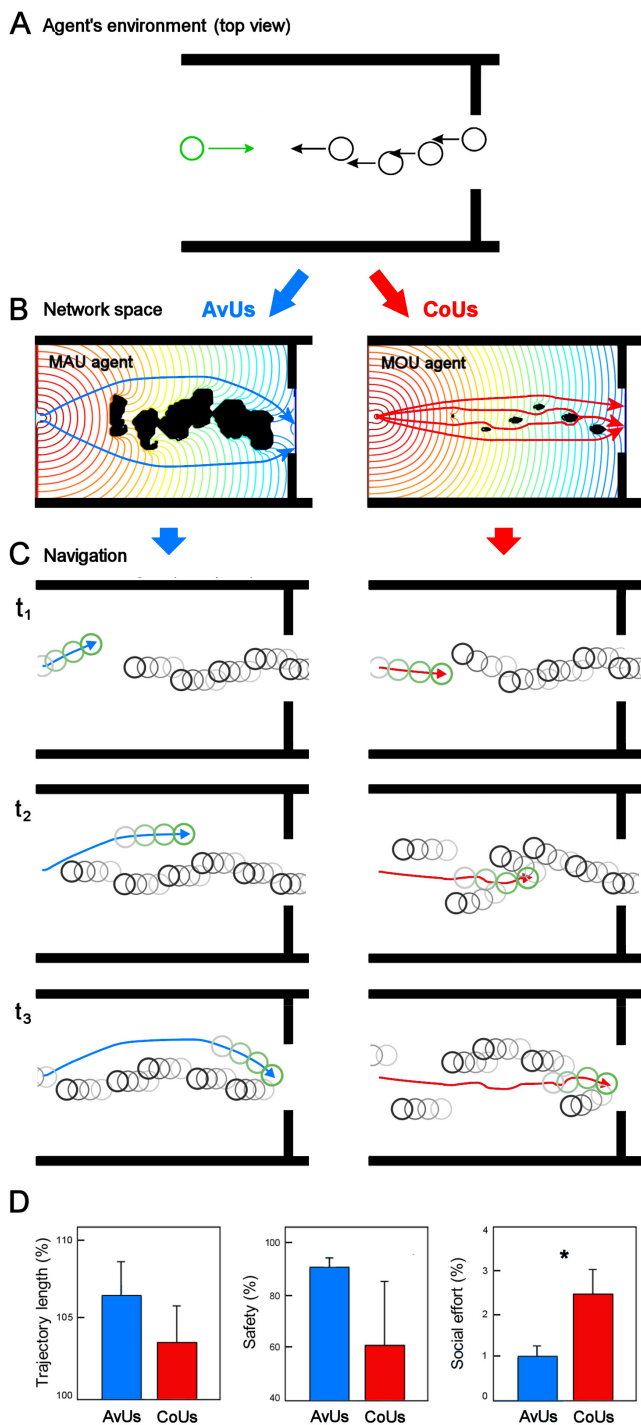 A Agent's environment (top view)
AvUs CoUs
B Network space
MAU agent MOU agent
C Navigation
t1
t2
t3
D
Trajectory length (%)
110
105
100
AvUs CoUs
Safety (%)
100
80
60
40
AvUs CoUs
Social effort (%)
4
3
2
1
0
*
AvUs CoUs